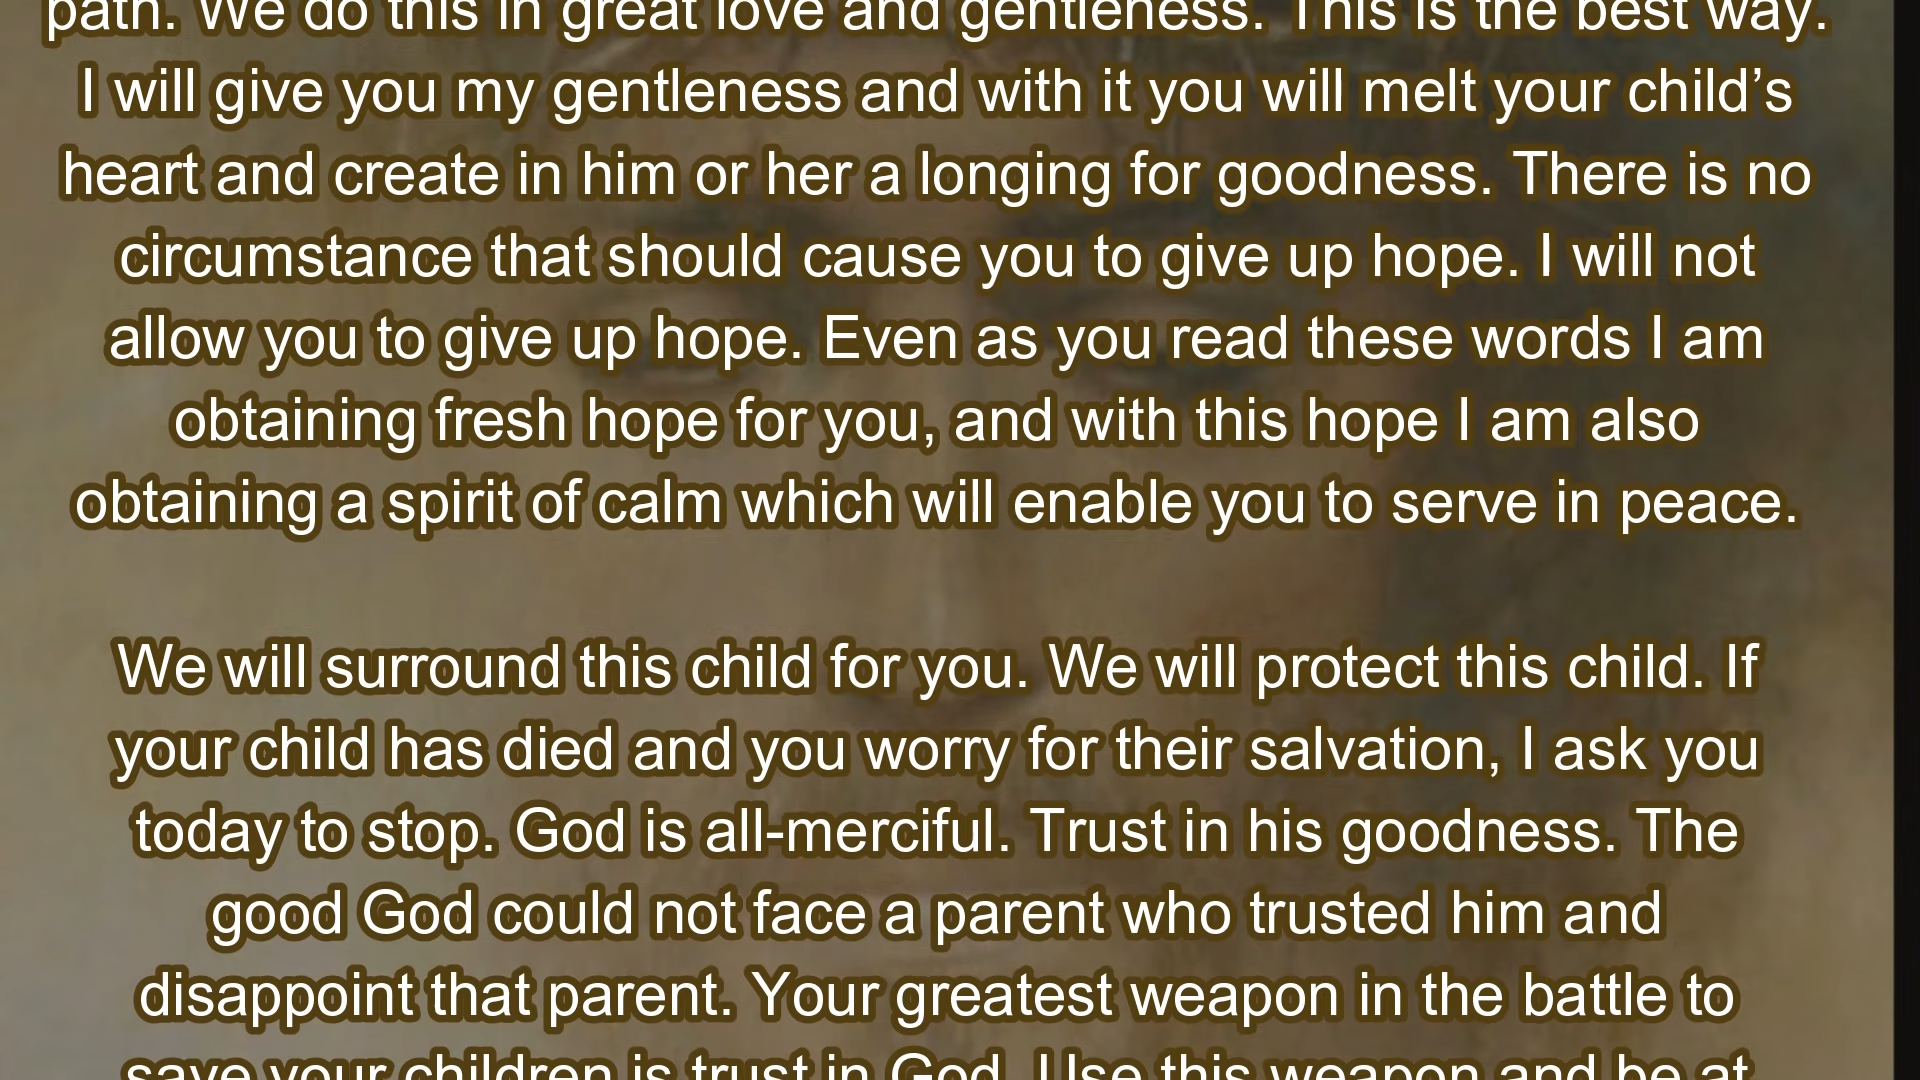 path. We do this in great love and gentleness. This is the best way.
I will give you my gentleness and with it you will melt your child’s
heart and create in him or her a longing for goodness. There is no
circumstance that should cause you to give up hope. I will not
allow you to give up hope. Even as you read these words I am
obtaining fresh hope for you, and with this hope I am also
obtaining a spirit of calm which will enable you to serve in peace.
We will surround this child for you. We will protect this child. If
your child has died and you worry for their salvation, I ask you
today to stop. God is all-merciful. Trust in his goodness. The
good God could not face a parent who trusted him and
disappoint that parent. Your greatest weapon in the battle to
save your children is trust in God. Use this weapon and be at